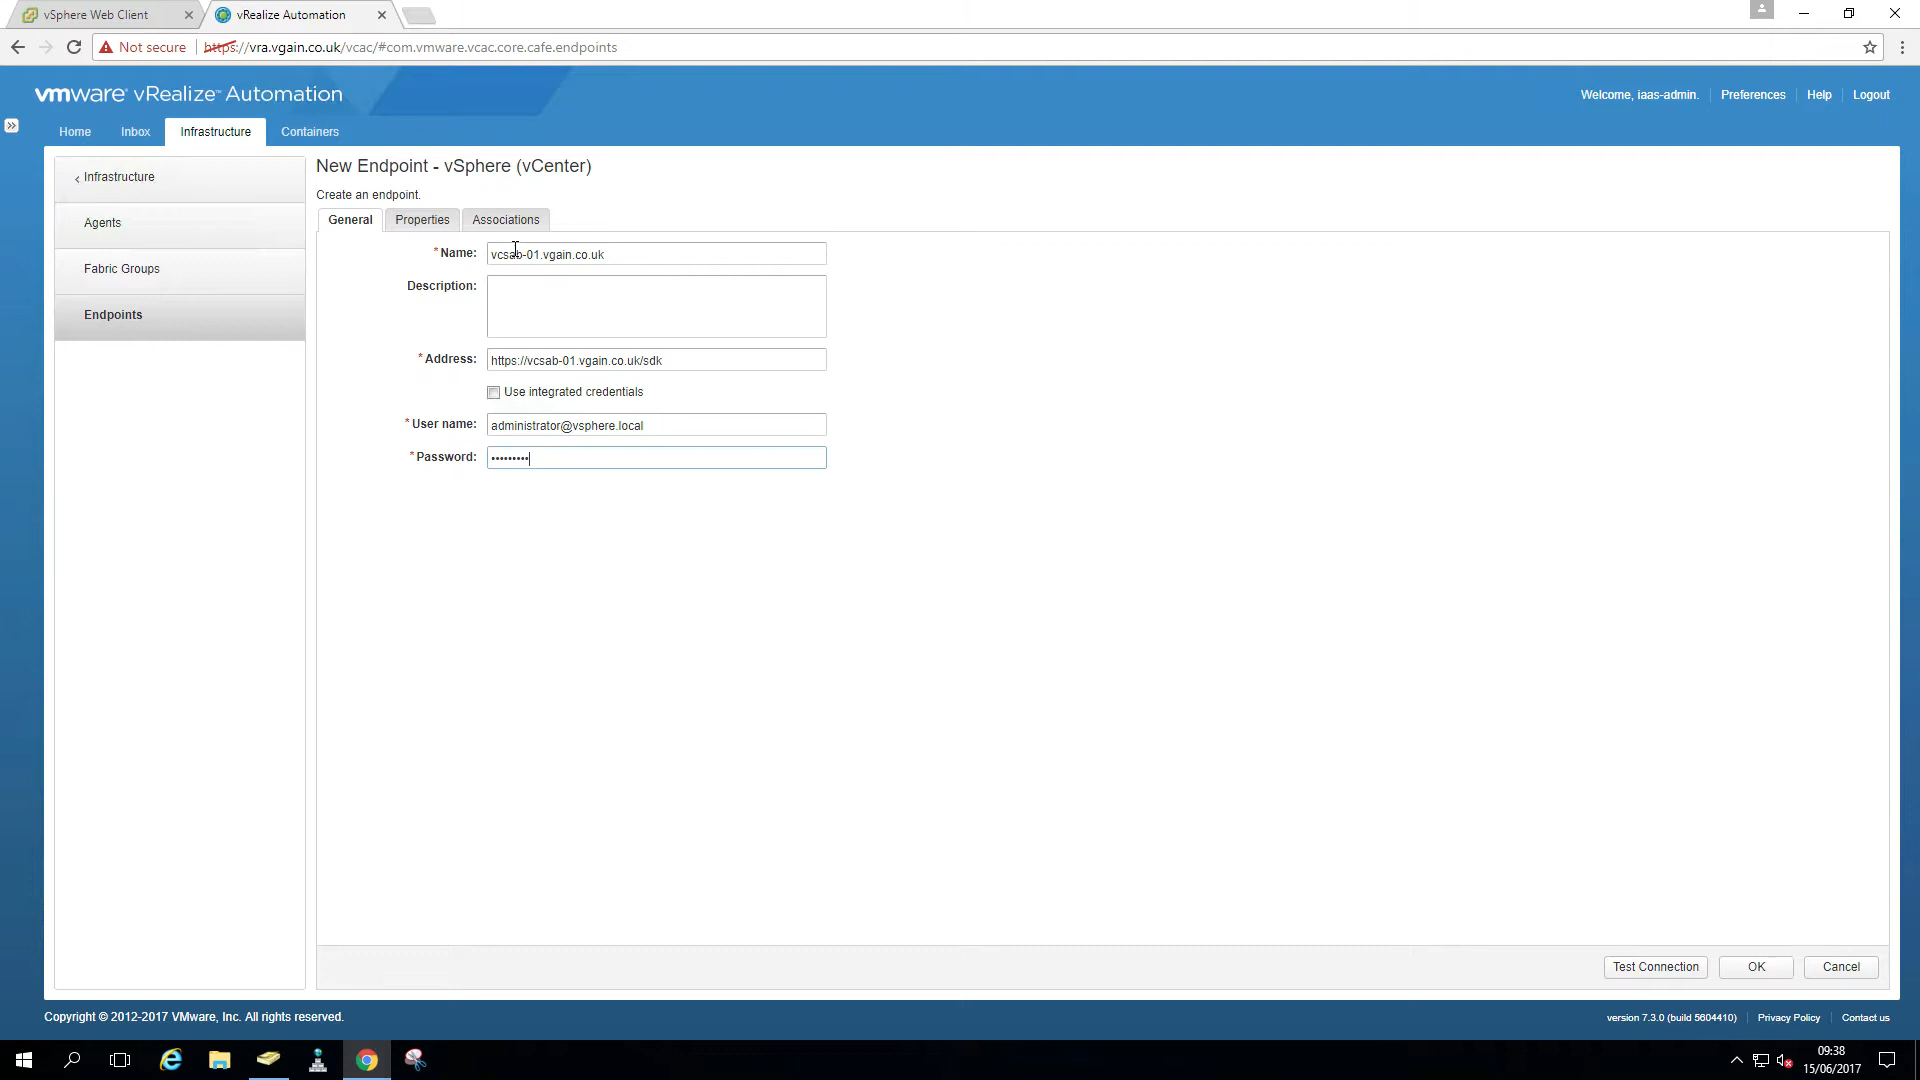 vSphere Web Client
vRealize Automation
Not secure
https://vra.vgain.co.uk/vcac/#com.vmware.vcac.core.cafe.endpoints
vmware vRealize™ Automation
Welcome, iaas-admin.
Preferences
Help
Logout
Home
Inbox
Infrastructure
Containers
‹ Infrastructure
Agents
Fabric Groups
Endpoints
New Endpoint - vSphere (vCenter)
Create an endpoint.
General
Properties
Associations
* Name: vcsab-01.vgain.co.uk
Description:
* Address: https://vcsab-01.vgain.co.uk/sdk
Use integrated credentials
* User name: administrator@vsphere.local
* Password: •••••••••
Test Connection
OK
Cancel
Copyright © 2012-2017 VMware, Inc. All rights reserved.
version 7.3.0 (build 5604410)
Privacy Policy
Contact us
09:38
15/06/2017